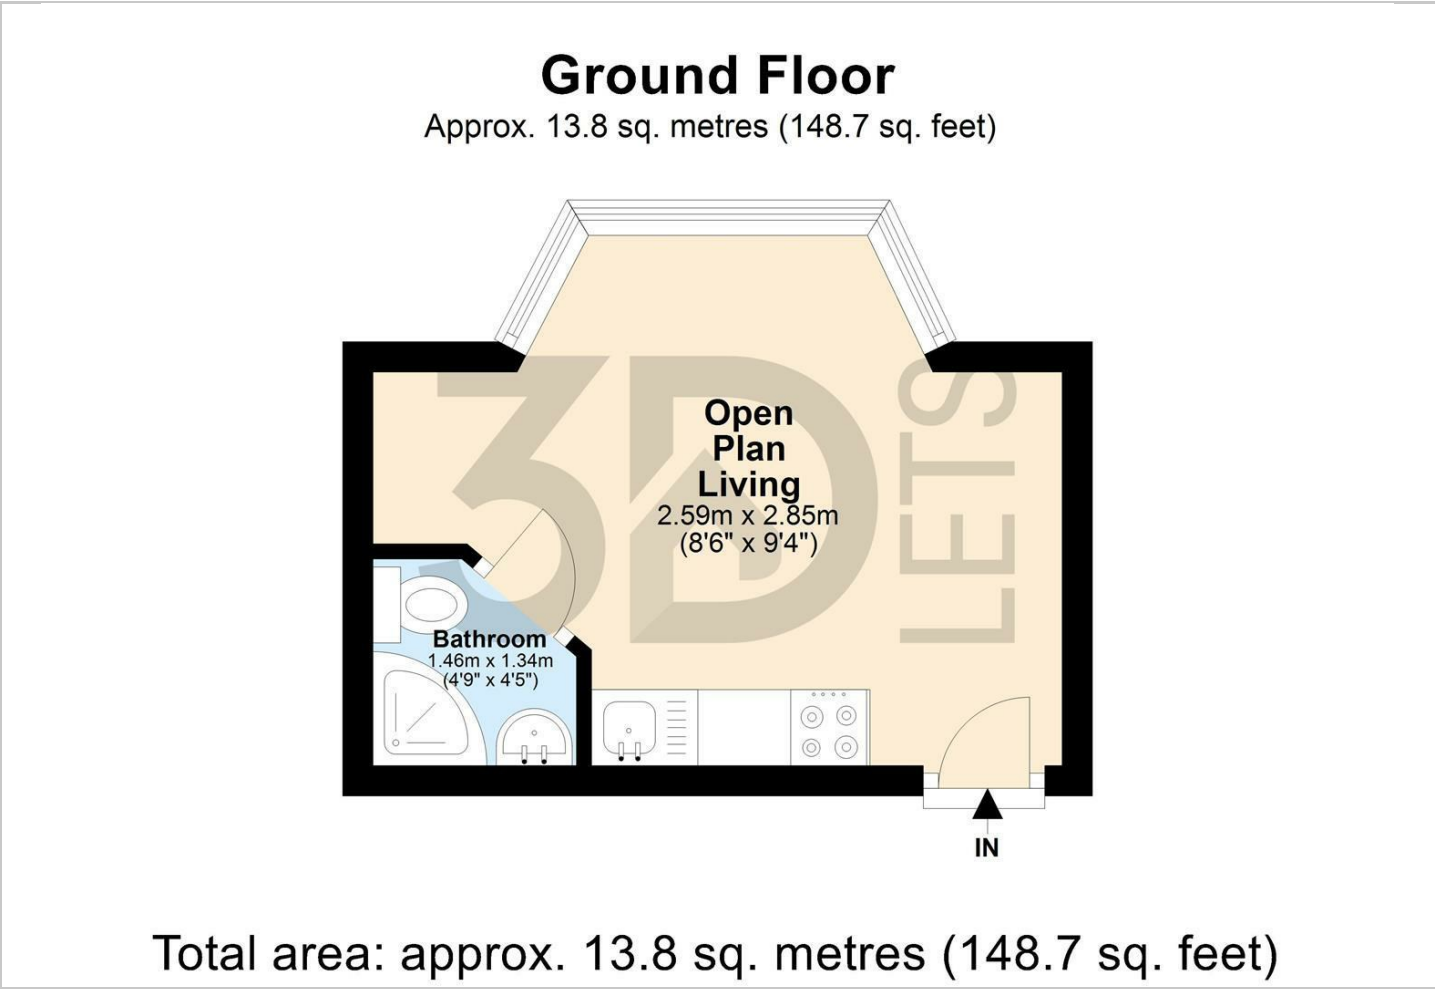 Ground Floor
Approx. 13.8 sq. metres (148.7 sq. feet)
3D
LETS
Open
Plan
Living
2.59m x 2.85m
(8'6" x 9'4")
Bathroom
1.46m x 1.34m
(4'9" x 4'5")
IN
Total area: approx. 13.8 sq. metres (148.7 sq. feet)